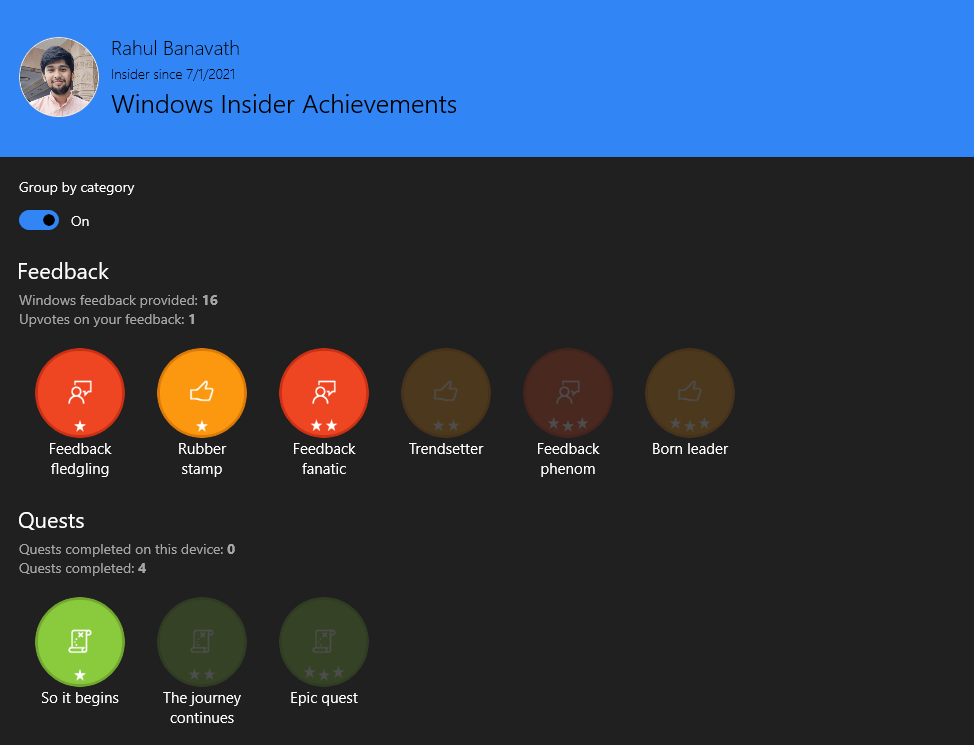 Rahul Banavath
Insider since 7/1/2021
Windows Insider Achievements
Group by category
On
Feedback
Windows feedback provided: 16
Upvotes on your feedback: 1
Feedback
fledgling
Rubber
stamp
Feedback
fanatic
Trendsetter
Feedback
phenom
Born leader
Quests
Quests completed on this device: 0
Quests completed: 4
So it begins
The journey
continues
Epic quest